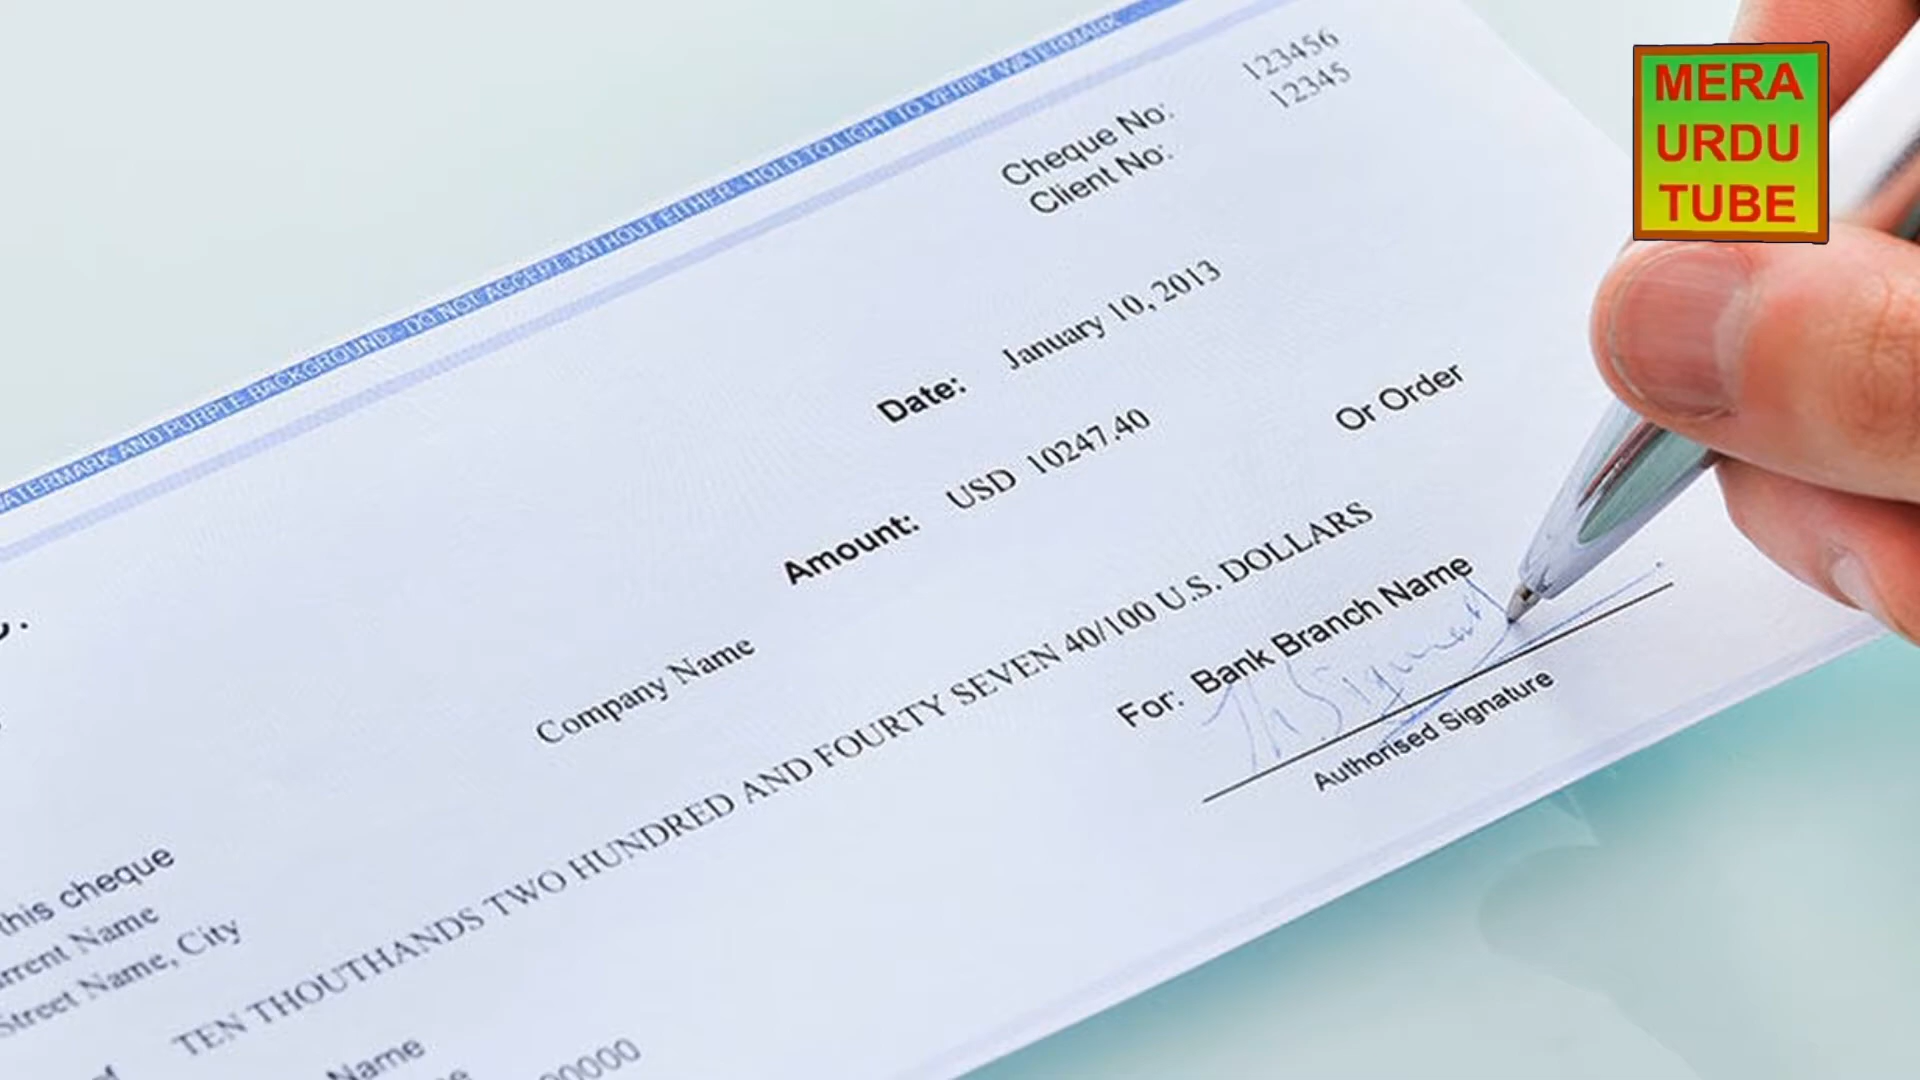 WATERMARK AND PURPLE BACKGROUND - DO NOT ACCEPT WITHOUT EITHER - HOLD TO LIGHT TO VERIFY WATERMARK
MERA
URDU
TUBE
Cheque No: 123456
Client No: 12345
Date: January 10, 2013
Amount: USD 10247.40
Or Order
Company Name
TEN THOUTHANDS TWO HUNDRED AND FOURTY SEVEN 40/100 U.S. DOLLARS
For: Bank Branch Name
Authorised Signature
this cheque
Name
Street Name, City
Name